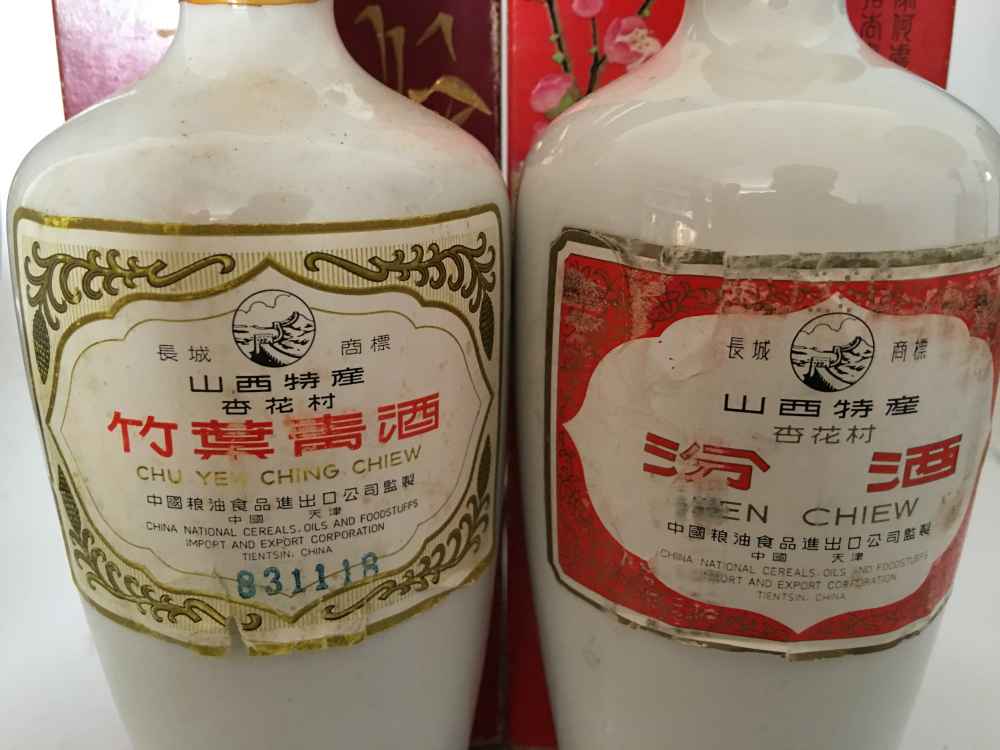 長城 商標
山西特産
杏花村
竹葉青酒
CHU YEH CHING CHIEW
中國粮油食品進出口公司監製
中國 天津
CHINA NATIONAL CEREALS, OILS AND FOODSTUFFS
IMPORT AND EXPORT CORPORATION
TIENTSIN, CHINA
831118
長城 商標
山西特産
杏花村
汾酒
EN CHIEW
中國粮油食品進出口公司監製
中國 天津
CHINA NATIONAL CEREALS, OILS AND FOODSTUFFS
IMPORT AND EXPORT CORPORATION
TIENTSIN, CHINA